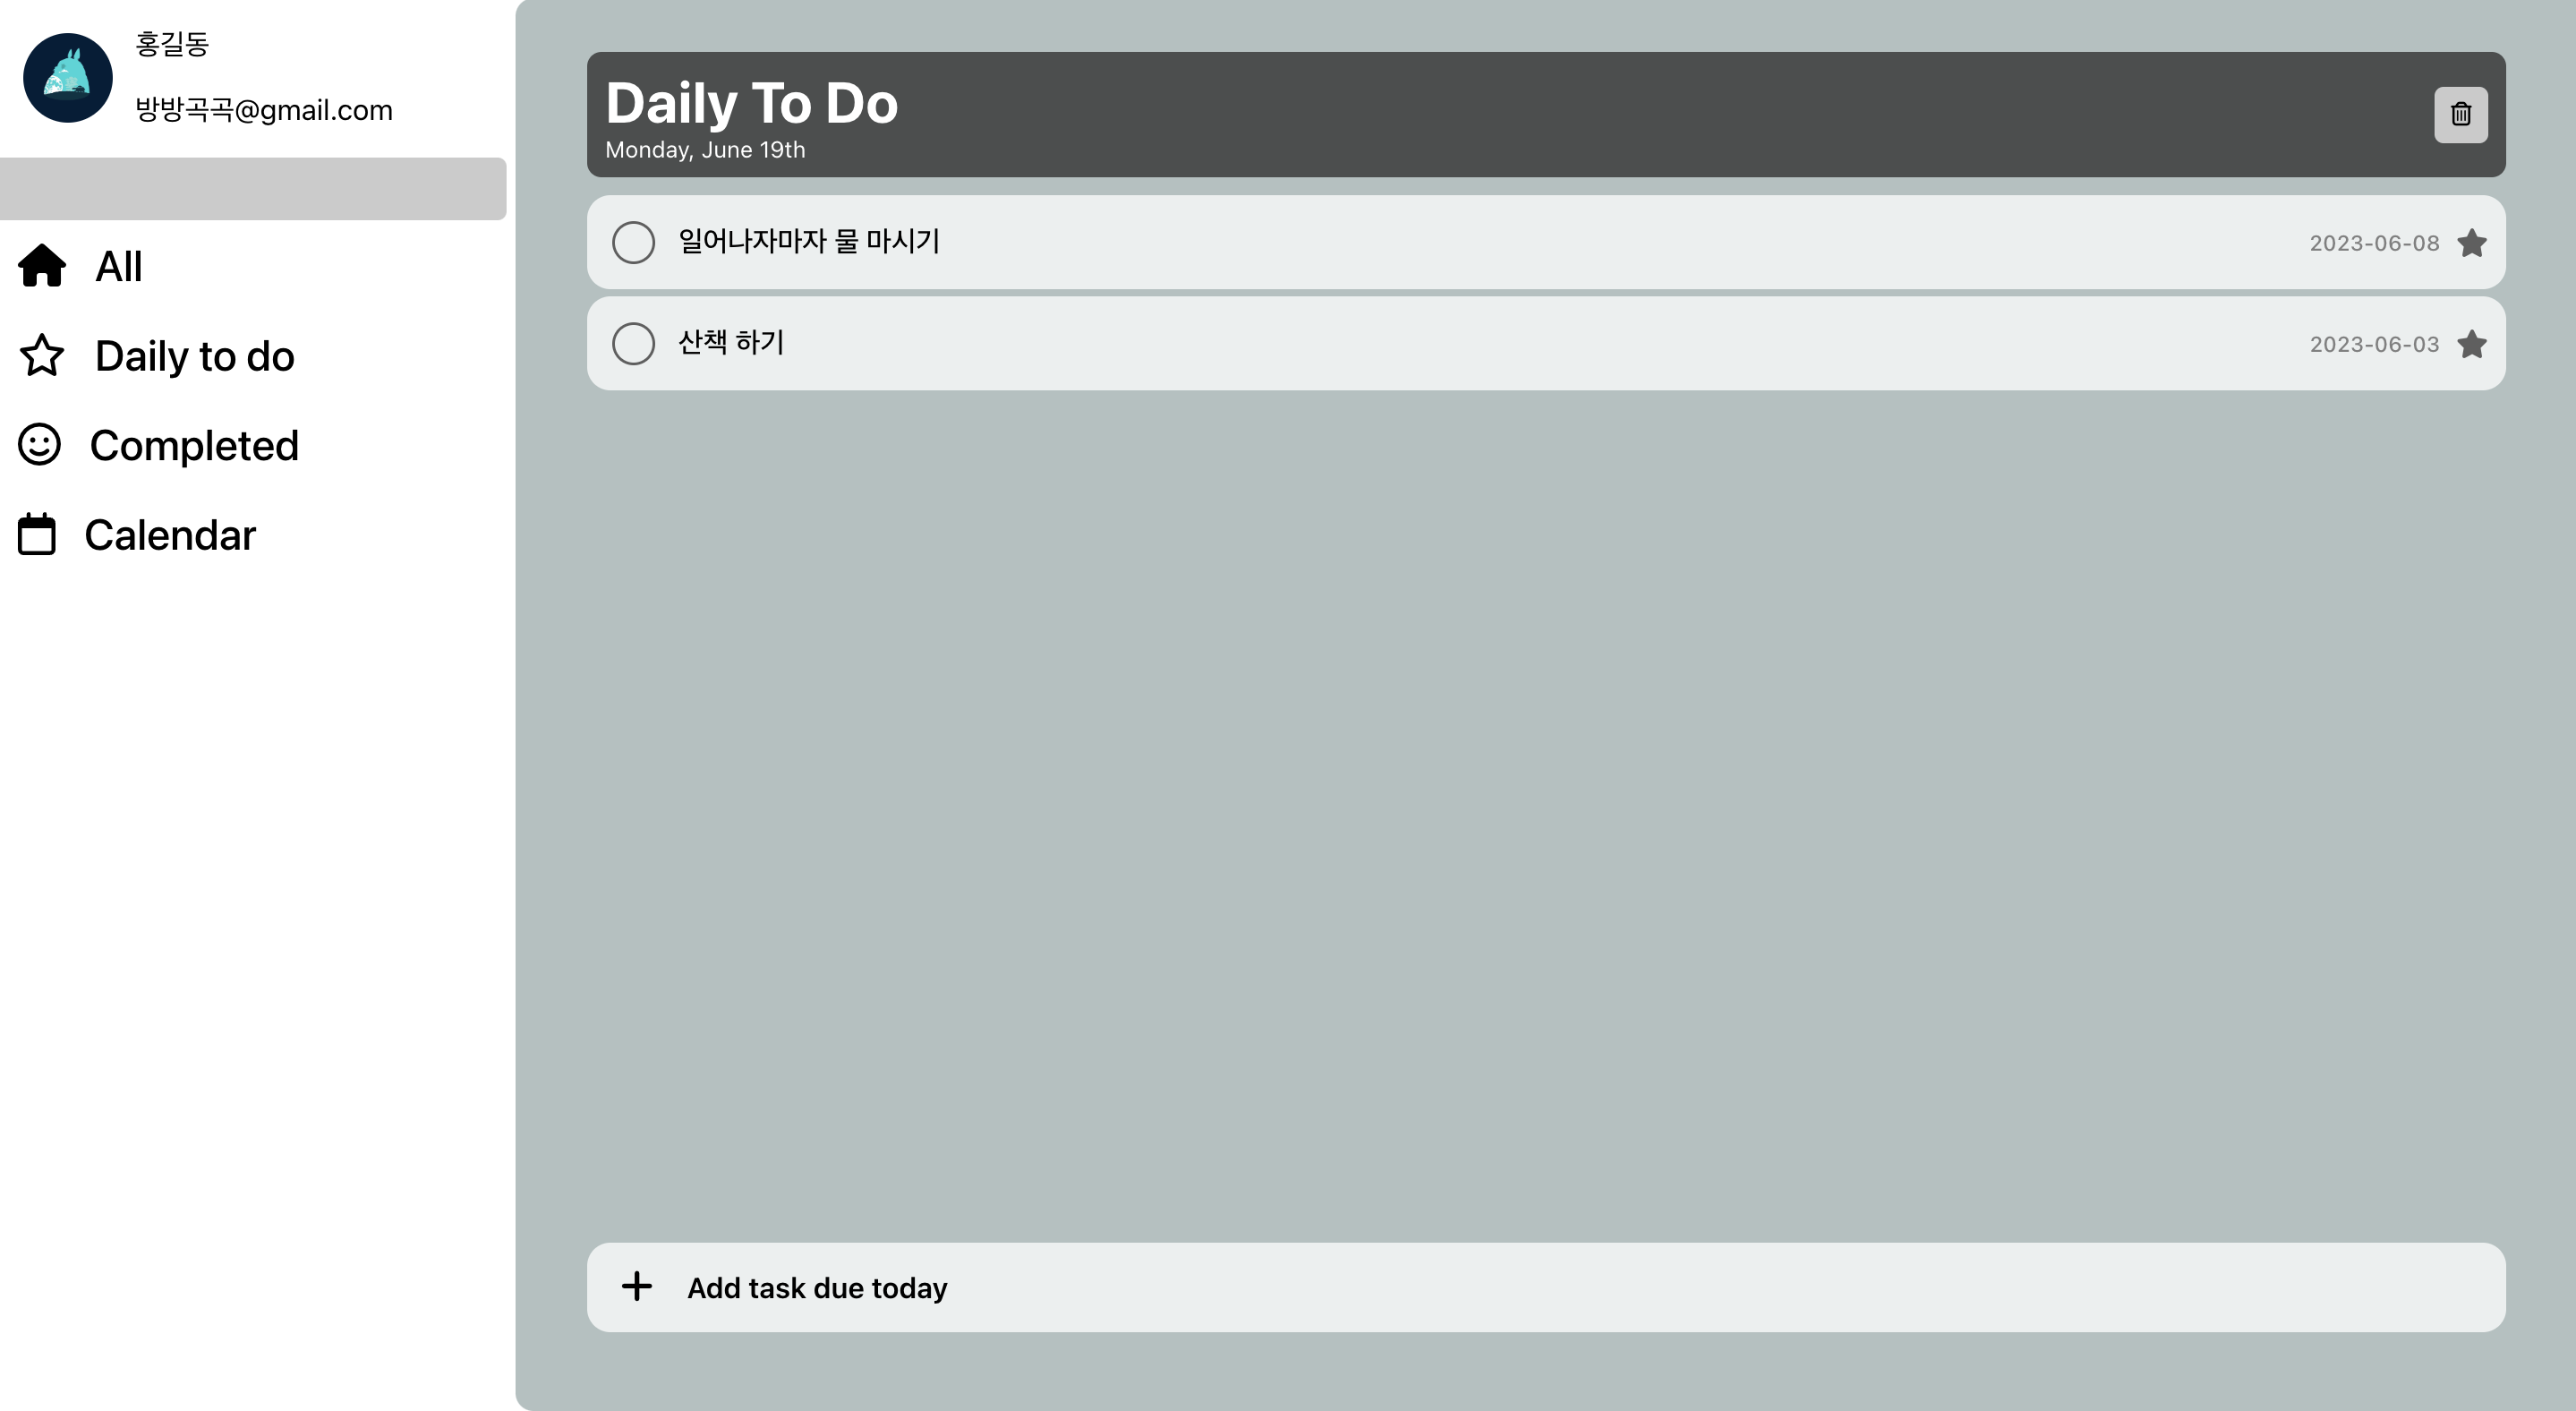 홍길동
방방곡곡@gmail.com
All
Daily to do
Completed
Calendar
Daily To Do
Monday, June 19th
일어나자마자 물 마시기
2023-06-08
산책 하기
2023-06-03
Add task due today